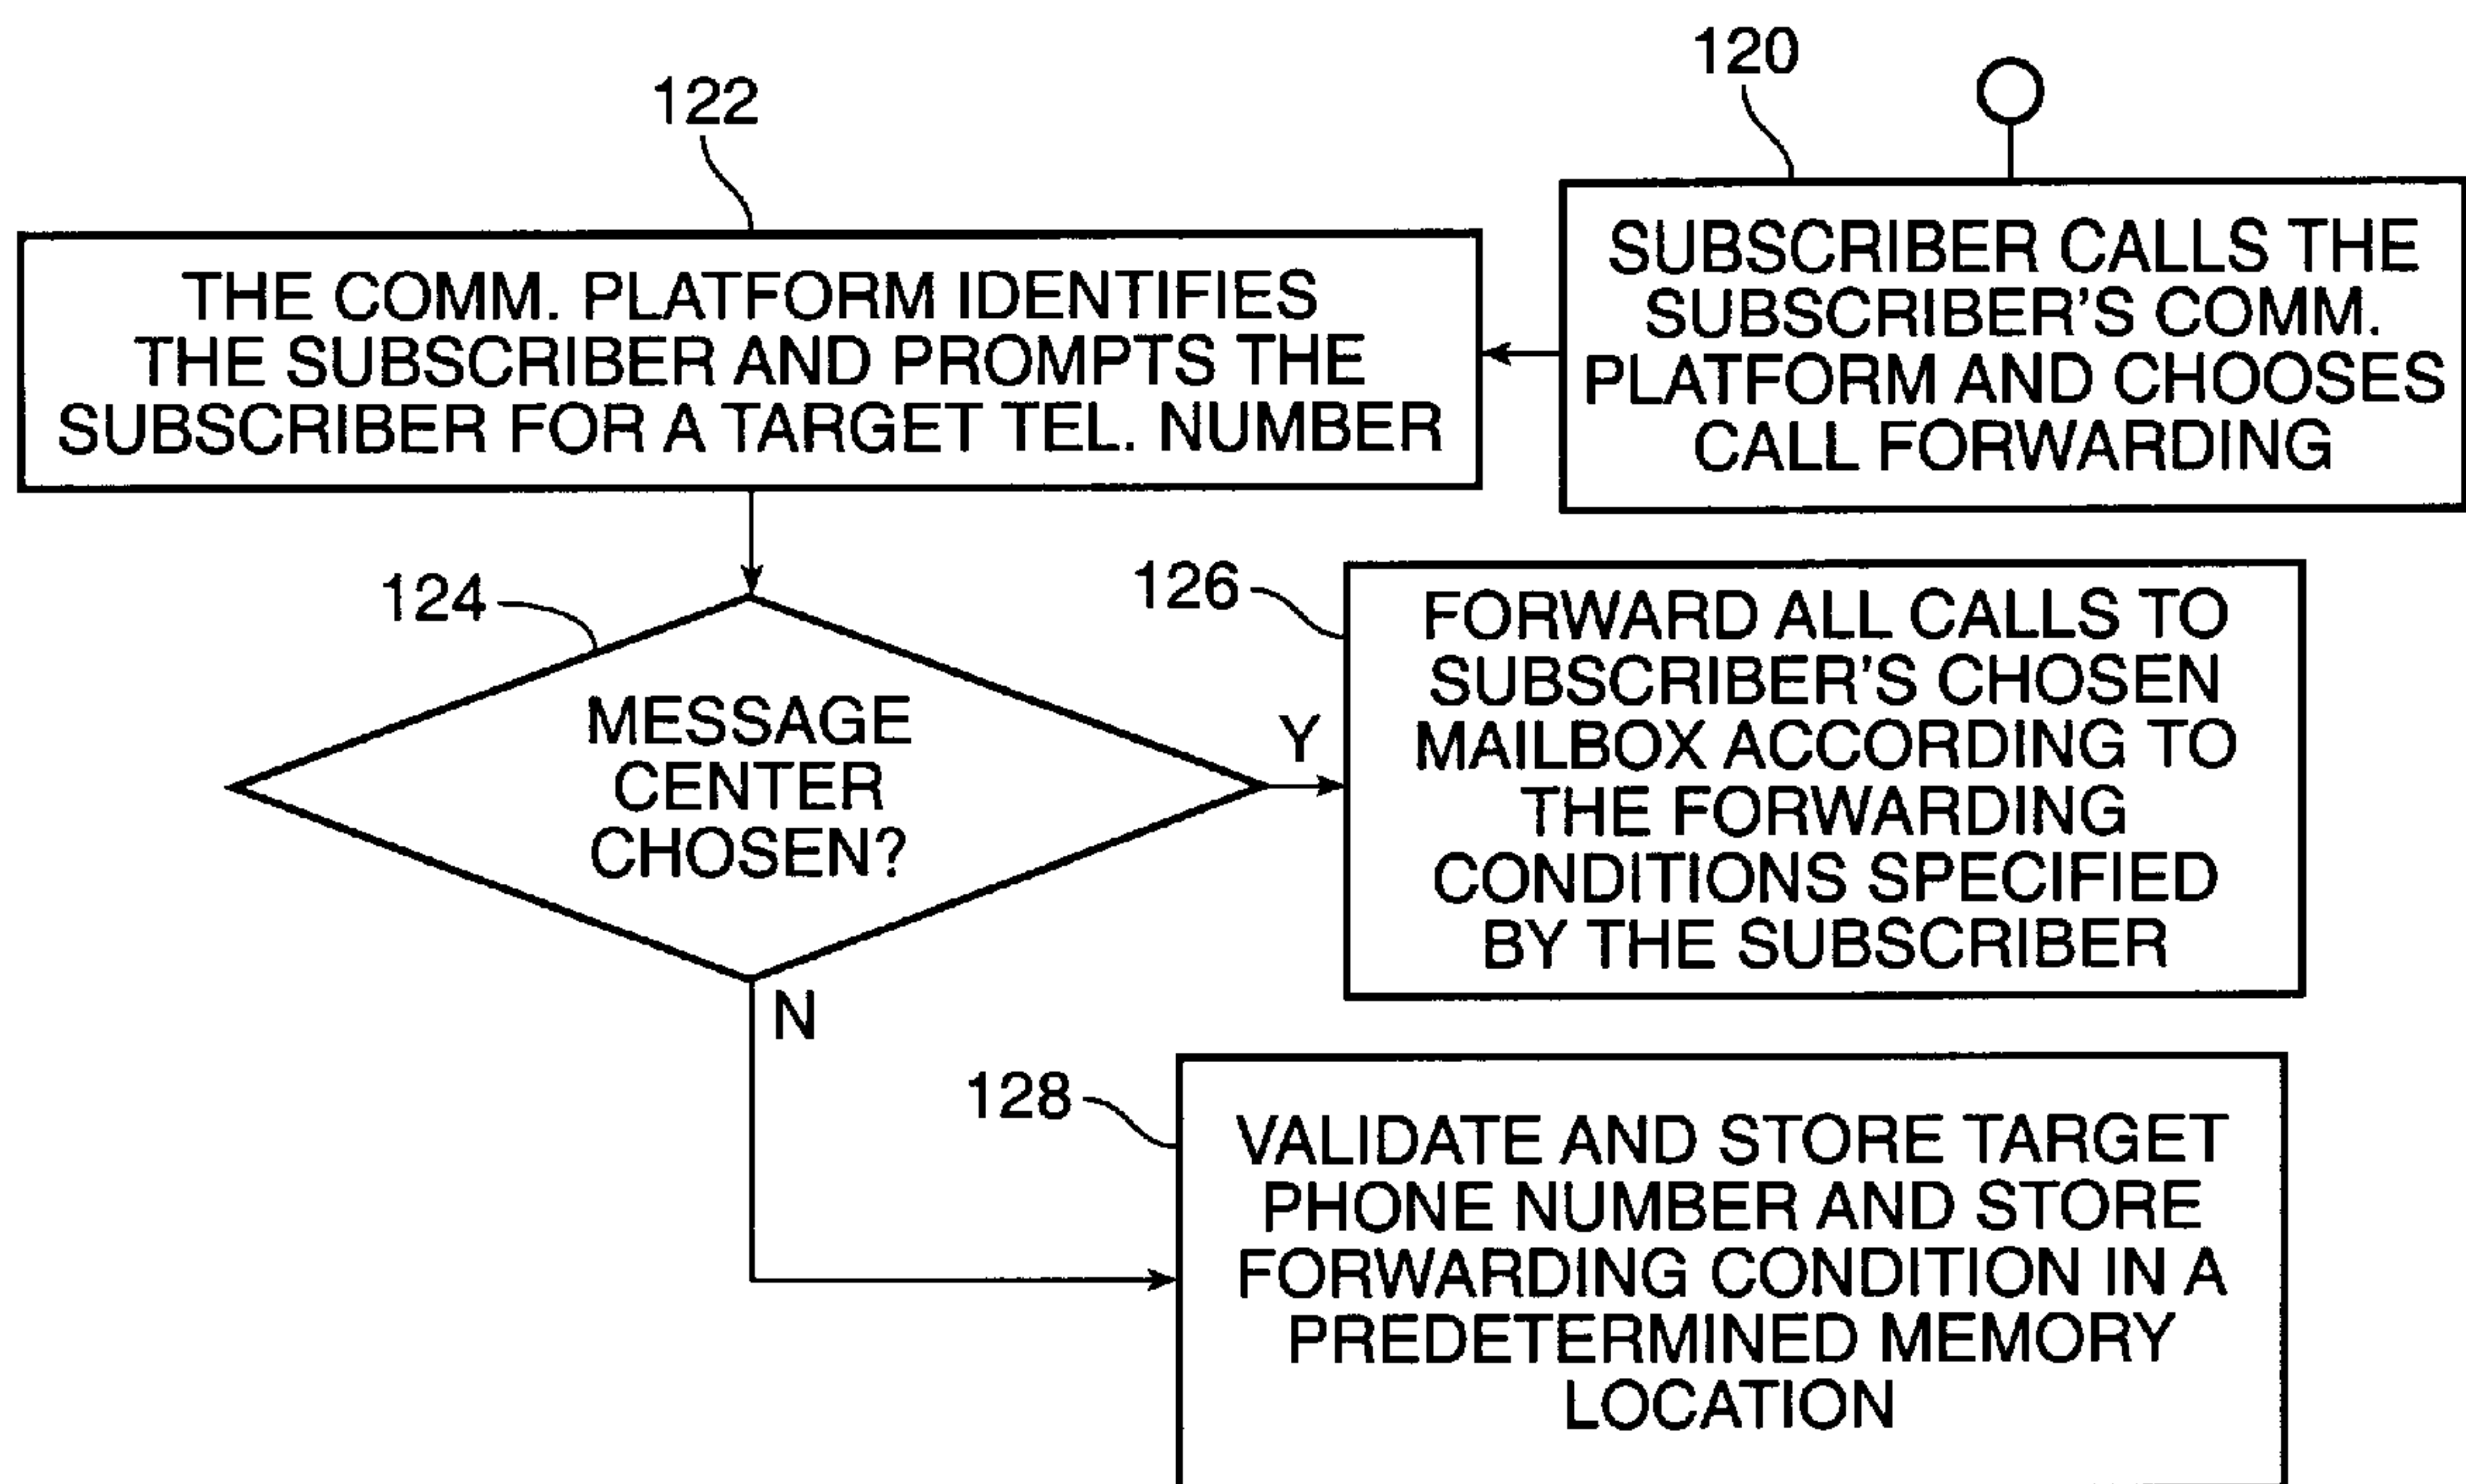 120
SUBSCRIBER CALLS THE
SUBSCRIBER'S COMM.
PLATFORM AND CHOOSES
CALL FORWARDING
122
THE COMM. PLATFORM IDENTIFIES
THE SUBSCRIBER AND PROMPTS THE
SUBSCRIBER FOR A TARGET TEL. NUMBER
124
MESSAGE
CENTER
CHOSEN?
Y
126
FORWARD ALL CALLS TO
SUBSCRIBER'S CHOSEN
MAILBOX ACCORDING TO
THE FORWARDING
CONDITIONS SPECIFIED
BY THE SUBSCRIBER
N
128
VALIDATE AND STORE TARGET
PHONE NUMBER AND STORE
FORWARDING CONDITION IN A
PREDETERMINED MEMORY
LOCATION